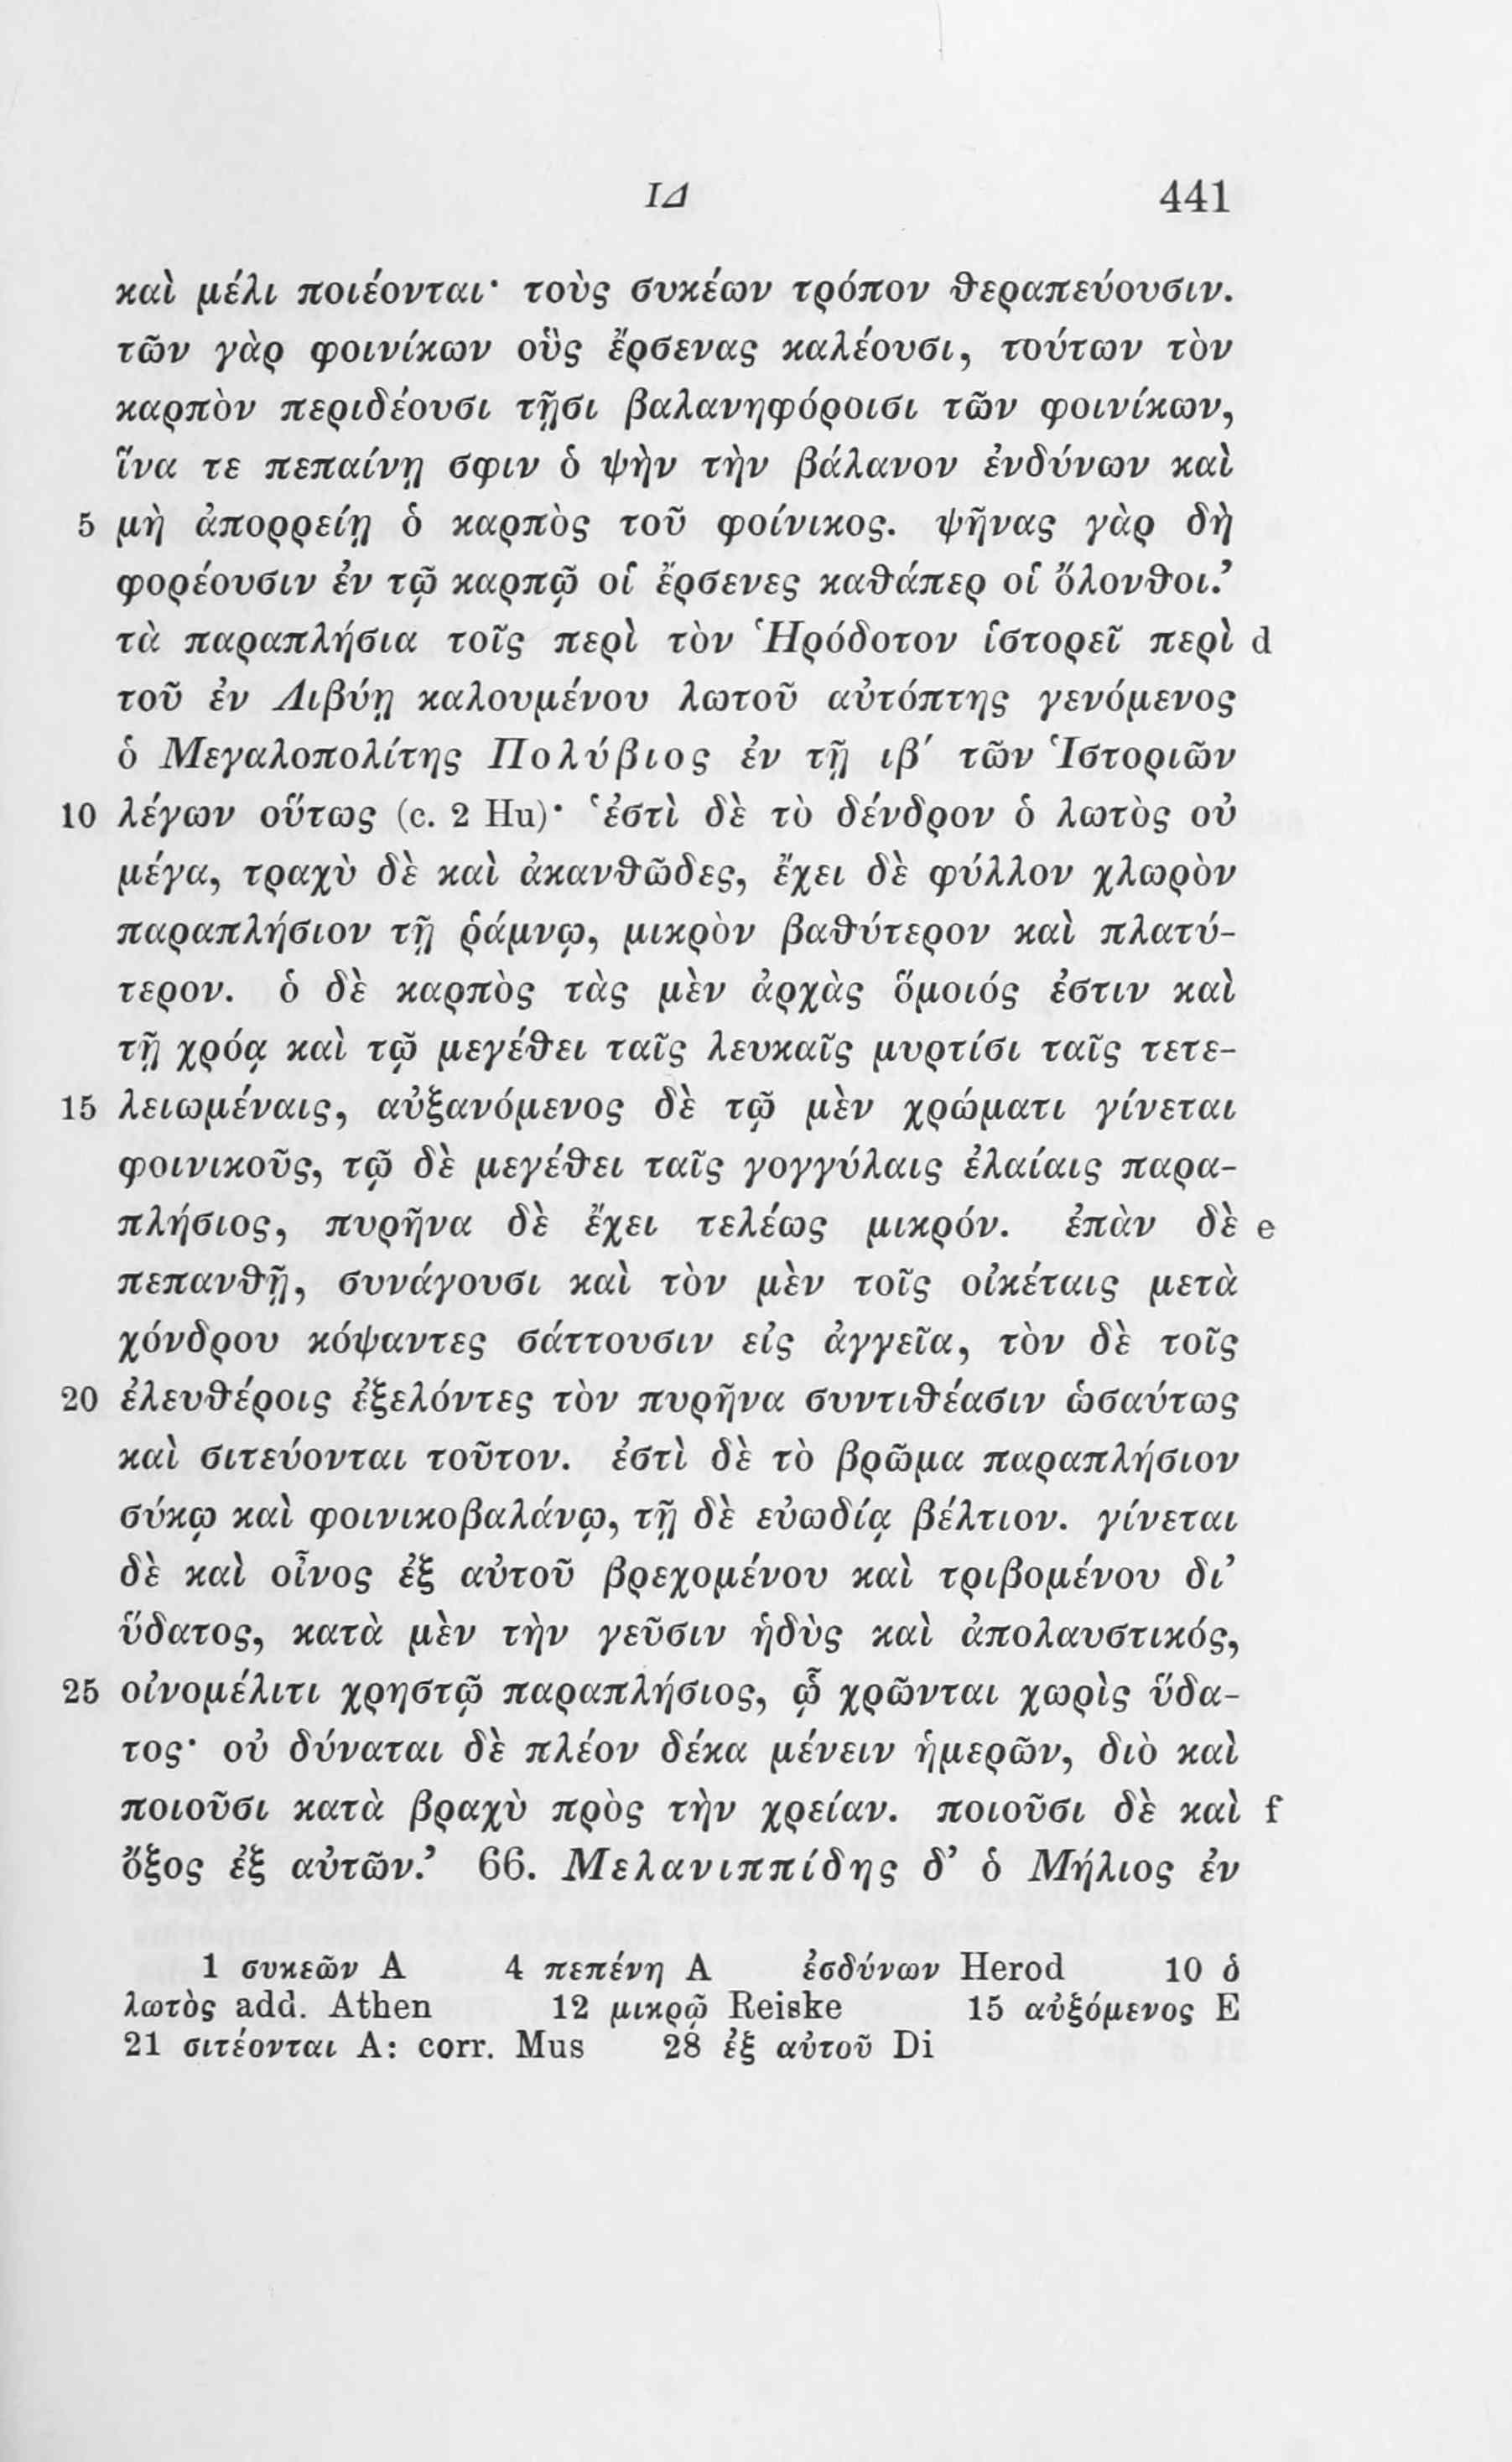 ΙΔ 441
καὶ μέλι ποιέονται· τοὺς συκέων τρόπον θεραπεύουσιν.
τῶν γὰρ φοινίκων οὓς ἔρσενας καλέουσι, τούτων τὸν
καρπὸν περιδέουσι τῇσι βαλανηφόροισι τῶν φοινίκων,
ἵνα τε πεπαίνῃ σφιν ὁ ψὴν τὴν βάλανον ἐνδύνων καὶ
5 μὴ ἀπορρείῃ ὁ καρπὸς τοῦ φοίνικος. ψῆνας γὰρ δὴ
φορέουσιν ἐν τῷ καρπῷ οἱ ἔρσενες καθάπερ οἱ ὄλονθοι.’
τὰ παραπλήσια τοῖς περὶ τὸν Ἡρόδοτον ἱστορεῖ περὶ d
τοῦ ἐν Λιβύῃ καλουμένου λωτοῦ αὐτόπτης γενόμενος
ὁ Μεγαλοπολίτης Πολύβιος ἐν τῇ ιβ′ τῶν Ἱστοριῶν
10 λέγων οὕτως (c. 2 Hu)· ‘ἐστὶ δὲ τὸ δένδρον ὁ λωτὸς οὐ
μέγα, τραχὺ δὲ καὶ ἀκανθῶδες, ἔχει δὲ φύλλον χλωρὸν
παραπλήσιον τῇ ῥάμνῳ, μικρὸν βαθύτερον καὶ πλατύ-
τερον. ὁ δὲ καρπὸς τὰς μὲν ἀρχὰς ὅμοιός ἐστιν καὶ
τῇ χρόᾳ καὶ τῷ μεγέθει ταῖς λευκαῖς μυρτίσι ταῖς τετε-
15 λειωμέναις, αὐξανόμενος δὲ τῷ μὲν χρώματι γίνεται
φοινικοῦς, τῷ δὲ μεγέθει ταῖς γογγύλαις ἐλαίαις παρα-
πλήσιος, πυρῆνα δὲ ἔχει τελέως μικρόν. ἐπὰν δὲ e
πεπανθῇ, συνάγουσι καὶ τὸν μὲν τοῖς οἰκέταις μετὰ
χόνδρου κόψαντες σάττουσιν εἰς ἀγγεῖα, τὸν δὲ τοῖς
20 ἐλευθέροις ἐξελόντες τὸν πυρῆνα συντιθέασιν ὡσαύτως
καὶ σιτεύονται τοῦτον. ἐστὶ δὲ τὸ βρῶμα παραπλήσιον
σύκῳ καὶ φοινικοβαλάνῳ, τῇ δὲ εὐωδίᾳ βέλτιον. γίνεται
δὲ καὶ οἶνος ἐξ αὐτοῦ βρεχομένου καὶ τριβομένου δι’
ὕδατος, κατὰ μὲν τὴν γεῦσιν ἡδὺς καὶ ἀπολαυστικός,
25 οἰνομέλιτι χρηστῷ παραπλήσιος, ᾧ χρῶνται χωρὶς ὕδα-
τος· οὐ δύναται δὲ πλέον δέκα μένειν ἡμερῶν, διὸ καὶ
ποιοῦσι κατὰ βραχὺ πρὸς τὴν χρείαν. ποιοῦσι δὲ καὶ f
ὄξος ἐξ αὐτῶν.’ 66. Μελανιππίδης δ’ ὁ Μήλιος ἐν
1 συκεῶν A 4 πεπένη A ἐσδύνων Herod 10 ὁ
λωτὸς add. Athen 12 μικρῷ Reiske 15 αὐξόμενος E
21 σιτέονται A: corr. Mus 28 ἐξ αὐτοῦ Di